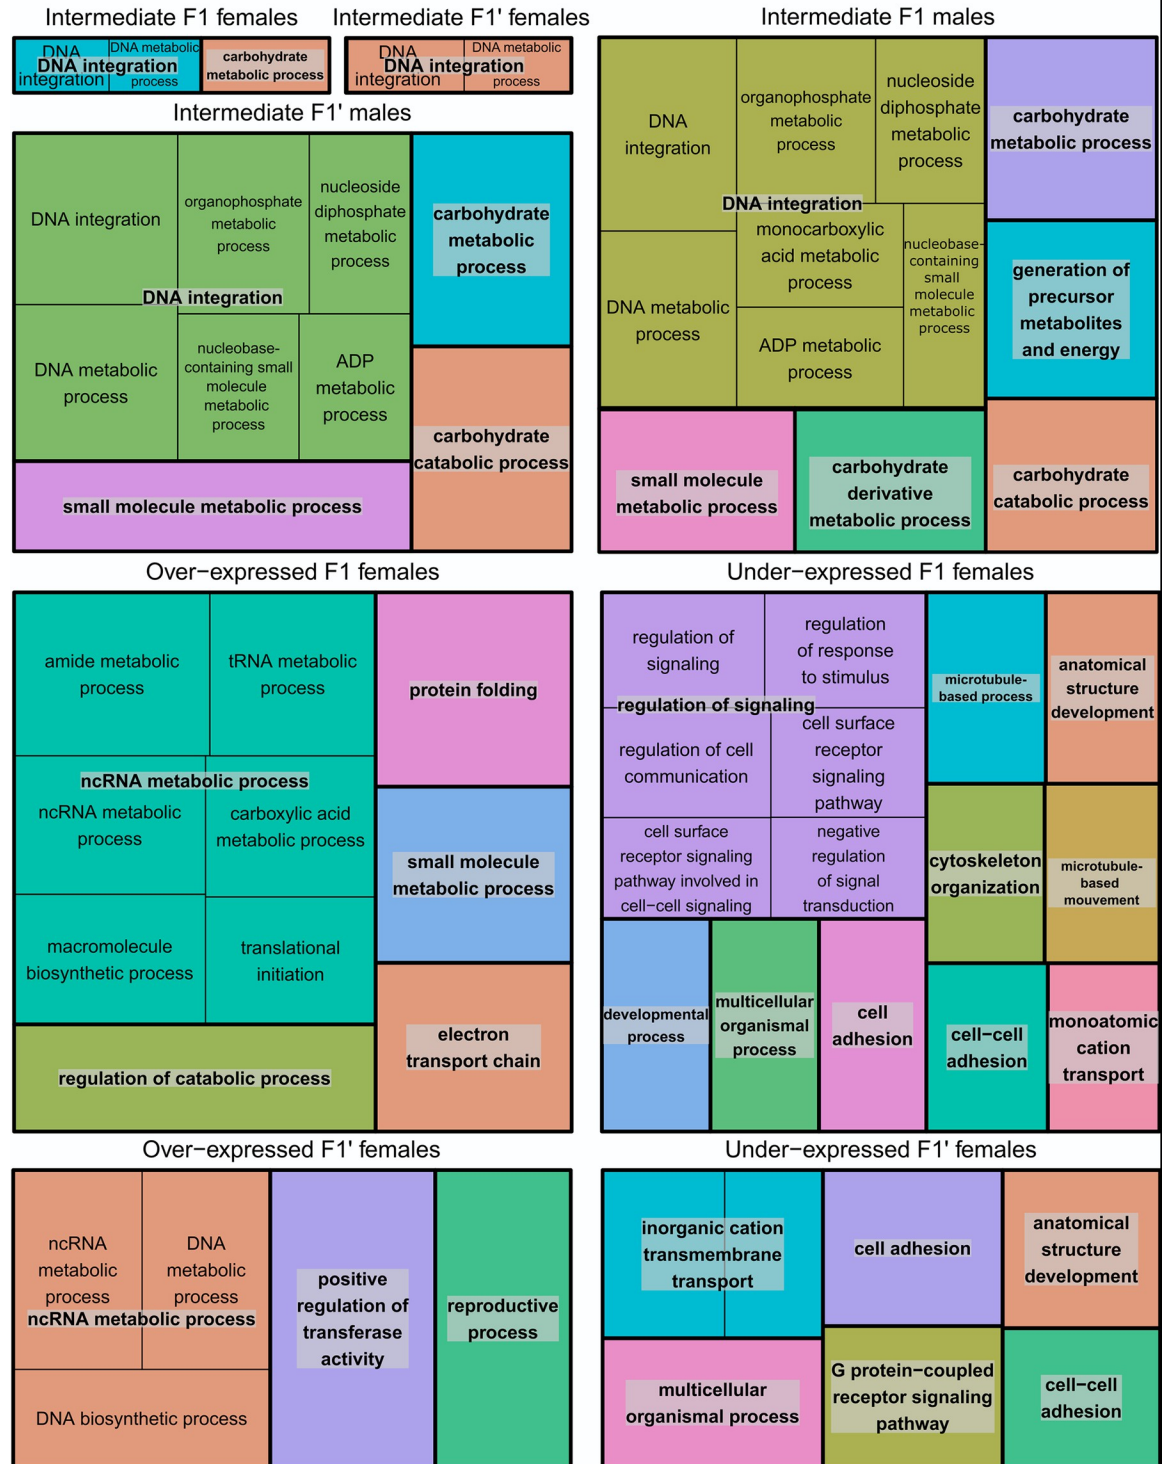 Intermediate F1 females
DNA
integration
DNA metabolic
process
DNA integration
carbohydrate
metabolic process
Intermediate F1' females
DNA
integration
DNA metabolic
process
DNA integration
Intermediate F1 males
DNA
integration
organophosphate
metabolic
process
nucleoside
diphosphate
metabolic
process
DNA integration
DNA metabolic
process
monocarboxylic
acid metabolic
process
nucleobase-
containing
small
molecule
metabolic
process
ADP metabolic
process
carbohydrate
metabolic process
generation of
precursor
metabolites
and energy
small molecule
metabolic process
carbohydrate
derivative
metabolic process
carbohydrate
catabolic process
Intermediate F1' males
DNA integration
organophosphate
metabolic
process
nucleoside
diphosphate
metabolic
process
DNA integration
DNA metabolic
process
nucleobase-
containing small
molecule
metabolic
process
ADP
metabolic
process
carbohydrate
metabolic
process
carbohydrate
catabolic process
small molecule metabolic process
Over−expressed F1 females
amide metabolic
process
tRNA metabolic
process
ncRNA metabolic process
ncRNA metabolic
process
carboxylic acid
metabolic process
macromolecule
biosynthetic process
translational
initiation
regulation of catabolic process
protein folding
small molecule
metabolic process
electron
transport chain
Under−expressed F1 females
regulation of
signaling
regulation
of response
to stimulus
regulation of signaling
regulation of cell
communication
cell surface
receptor
signaling
pathway
cell surface
receptor signaling
pathway involved in
cell−cell signaling
negative
regulation
of signal
transduction
microtubule-
based process
anatomical
structure
development
cytoskeleton
organization
microtubule-
based
mouvement
developmental
process
multicellular
organismal
process
cell
adhesion
cell−cell
adhesion
monoatomic
cation
transport
Over−expressed F1' females
ncRNA
metabolic
process
DNA
metabolic
process
ncRNA metabolic process
DNA biosynthetic process
positive
regulation of
transferase
activity
reproductive
process
Under−expressed F1' females
inorganic cation
transmembrane
transport
cell adhesion
anatomical
structure
development
multicellular
organismal process
G protein−coupled
receptor signaling
pathway
cell−cell
adhesion